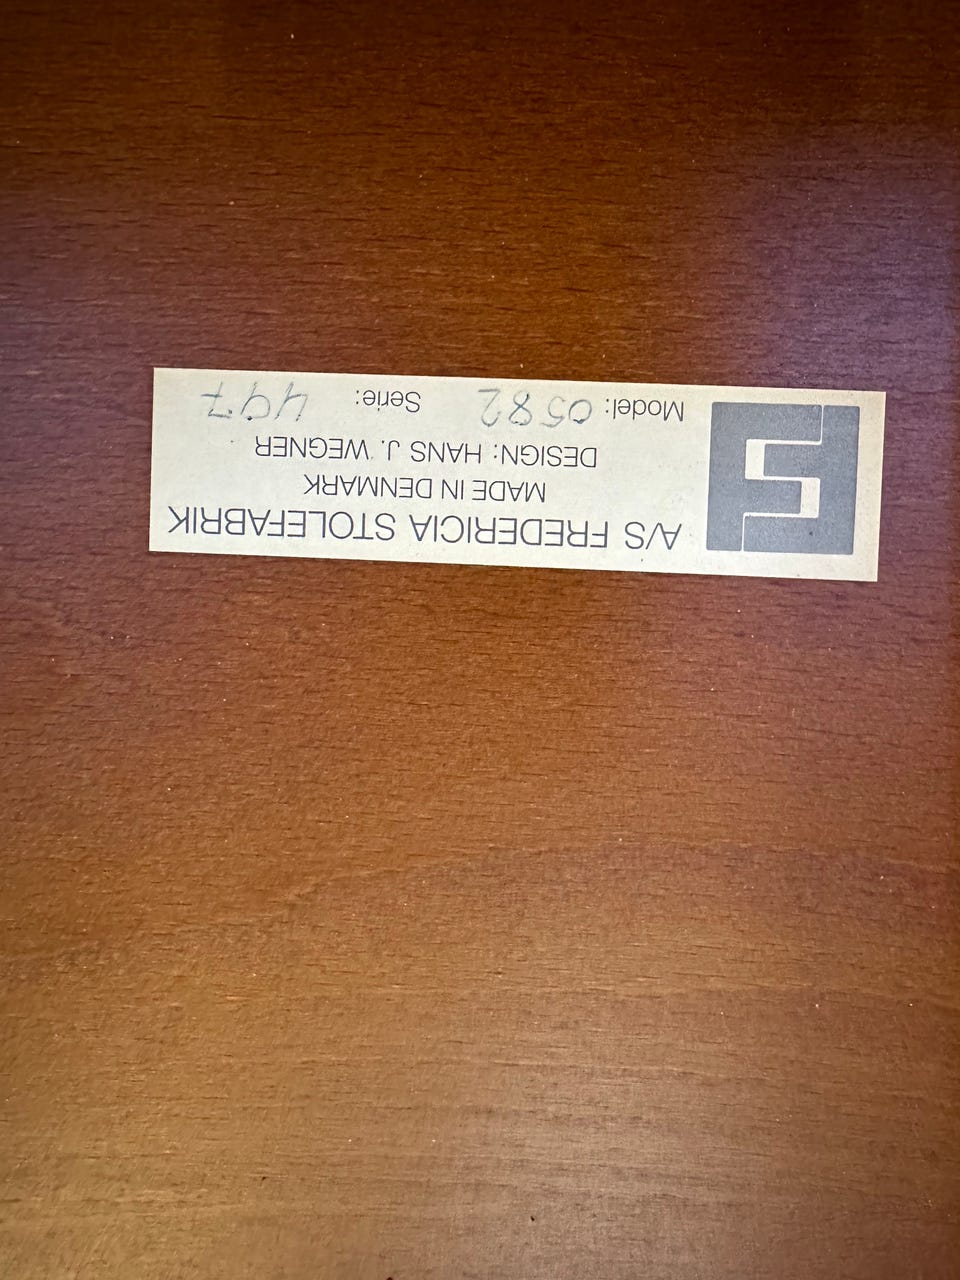 A/S FREDERICIA STOLEFABRIK
MADE IN DENMARK
DESIGN: HANS J. WEGNER
Model: 0582 Serie: 497